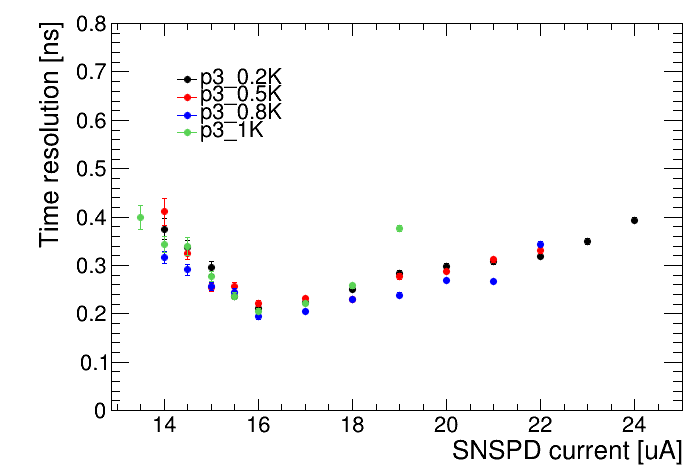 Time resolution [ns]
0.8
0.7
0.6
0.5
0.4
0.3
0.2
0.1
0
p3_0.2K
p3_0.5K
p3_0.8K
p3_1K
14 16 18 20 22 24
SNSPD current [uA]